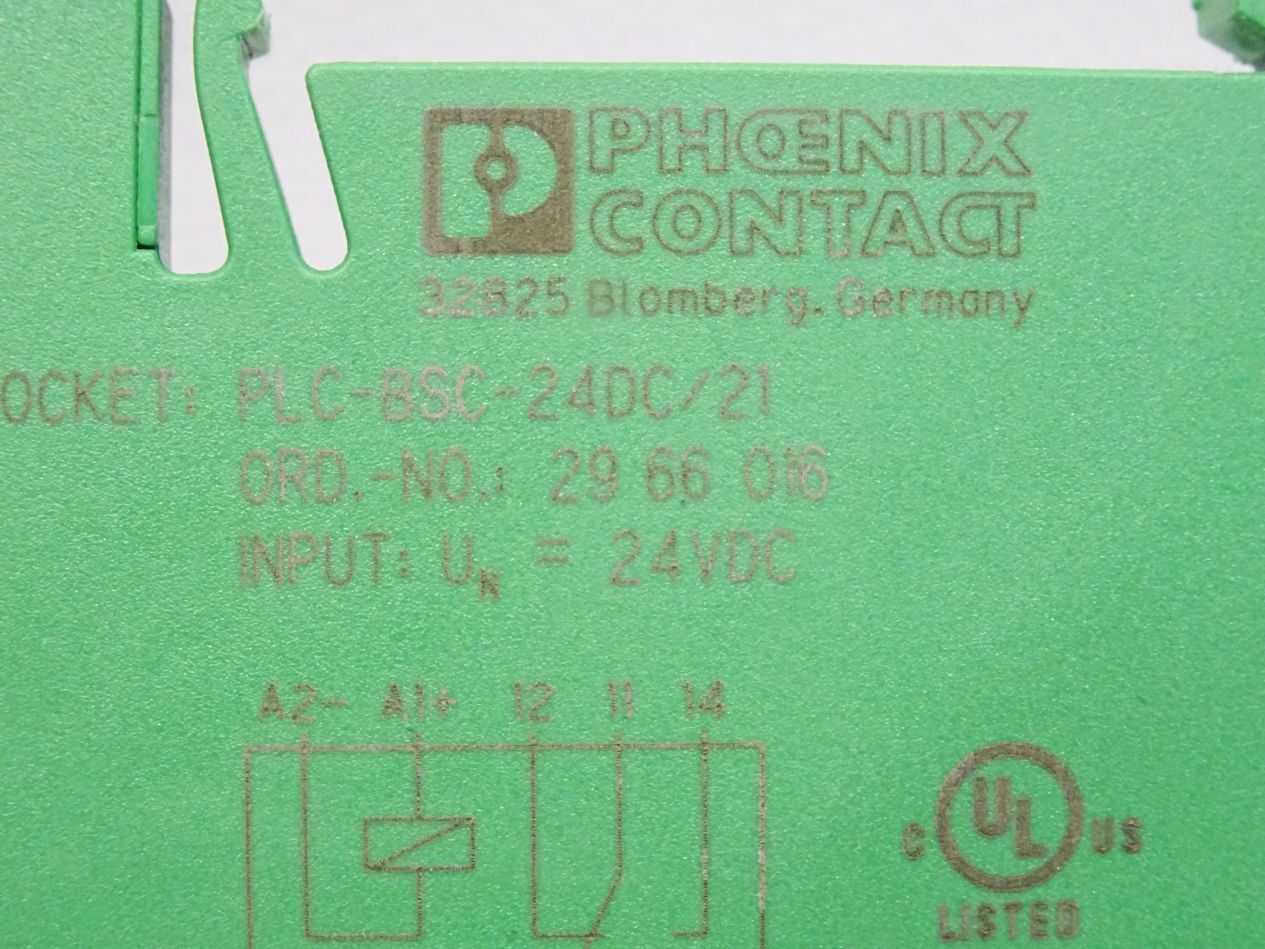 PHŒNIX
CONTACT
32825 Blomberg, Germany
OCKET: PLC-BSC-24DC/21
ORD.-NO.: 29 66 016
INPUT: UN = 24VDC
A2- A1+ 12 11 14
C UL US
LISTED